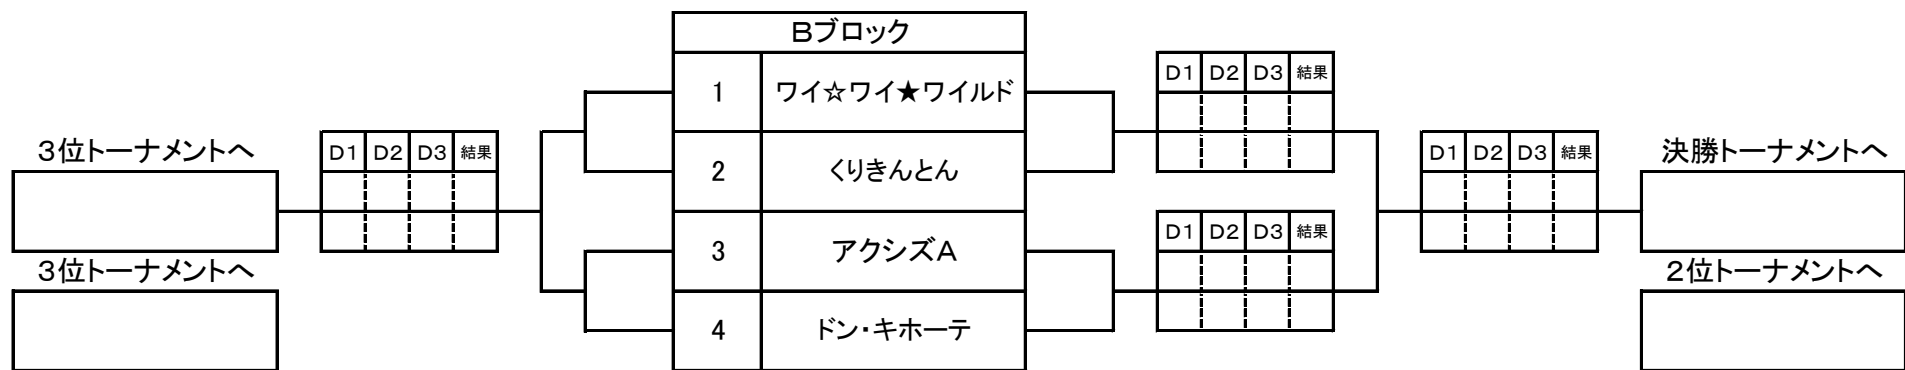 Bブロック
D1 D2 D3 結果
1 ワイ☆ワイ★ワイルド
3位トーナメントへ
D1 D2 D3 結果
2 くりきんとん
D1 D2 D3 結果
決勝トーナメントへ
3 アクシズA
D1 D2 D3 結果
3位トーナメントへ
2位トーナメントへ
4 ドン・キホーテ